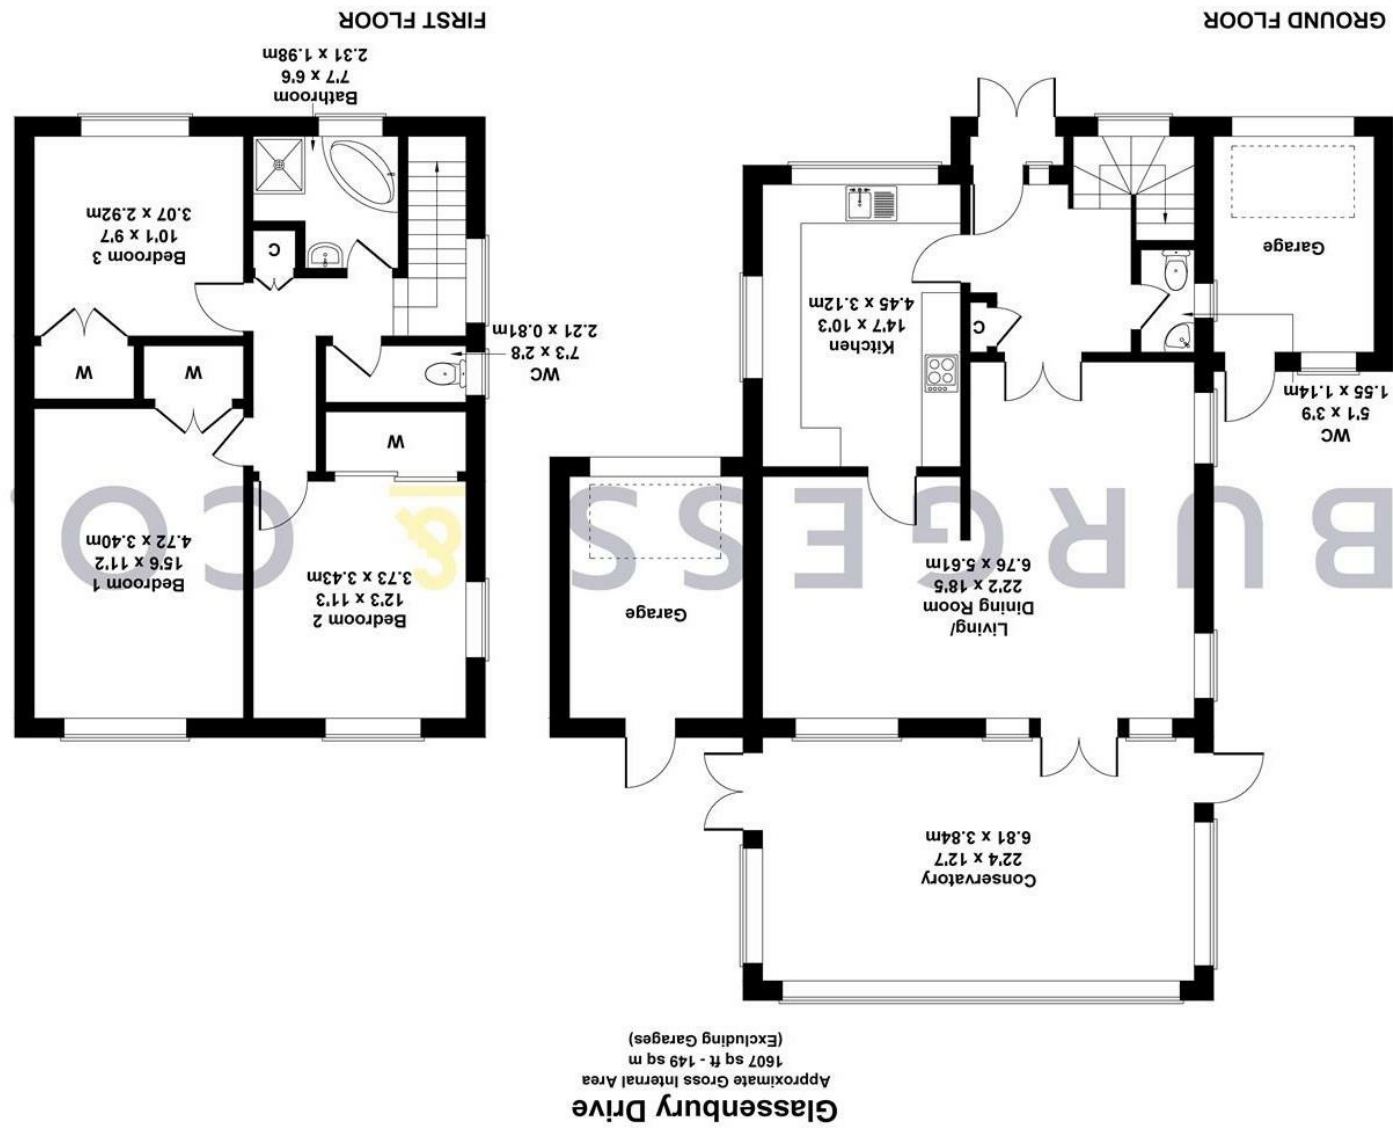 Glassenbury Drive
Approximate Gross Internal Area
1607 sq ft - 149 sq m
(Excluding Garages)
Conservatory
22'4 x 12'7
6.81 x 3.84m
Living/
Dining Room
22'2 x 18'5
6.76 x 5.61m
Garage
BURGESS & CO.
WC
5'1 x 3'9
1.55 x 1.14m
Kitchen
14'7 x 10'3
4.45 x 3.12m
C
Garage
GROUND FLOOR
Bedroom 2
12'3 x 11'3
3.73 x 3.43m
Bedroom 1
15'6 x 11'2
4.72 x 3.40m
W
W
W
WC
7'3 x 2'8
2.21 x 0.81m
C
Bedroom 3
10'1 x 9'7
3.07 x 2.92m
Bathroom
7'7 x 6'6
2.31 x 1.98m
FIRST FLOOR